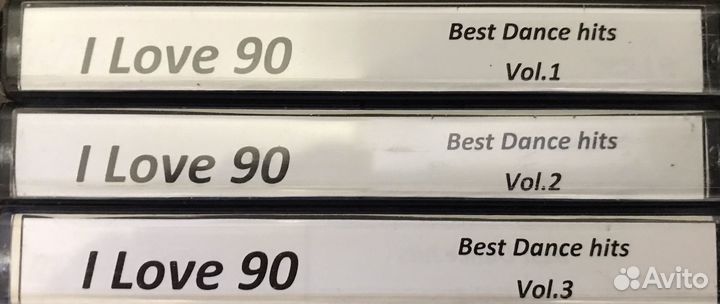 I Love 90
Best Dance hits
Vol.1
I Love 90
Best Dance hits
Vol.2
I Love 90
Best Dance hits
Vol.3
Avito